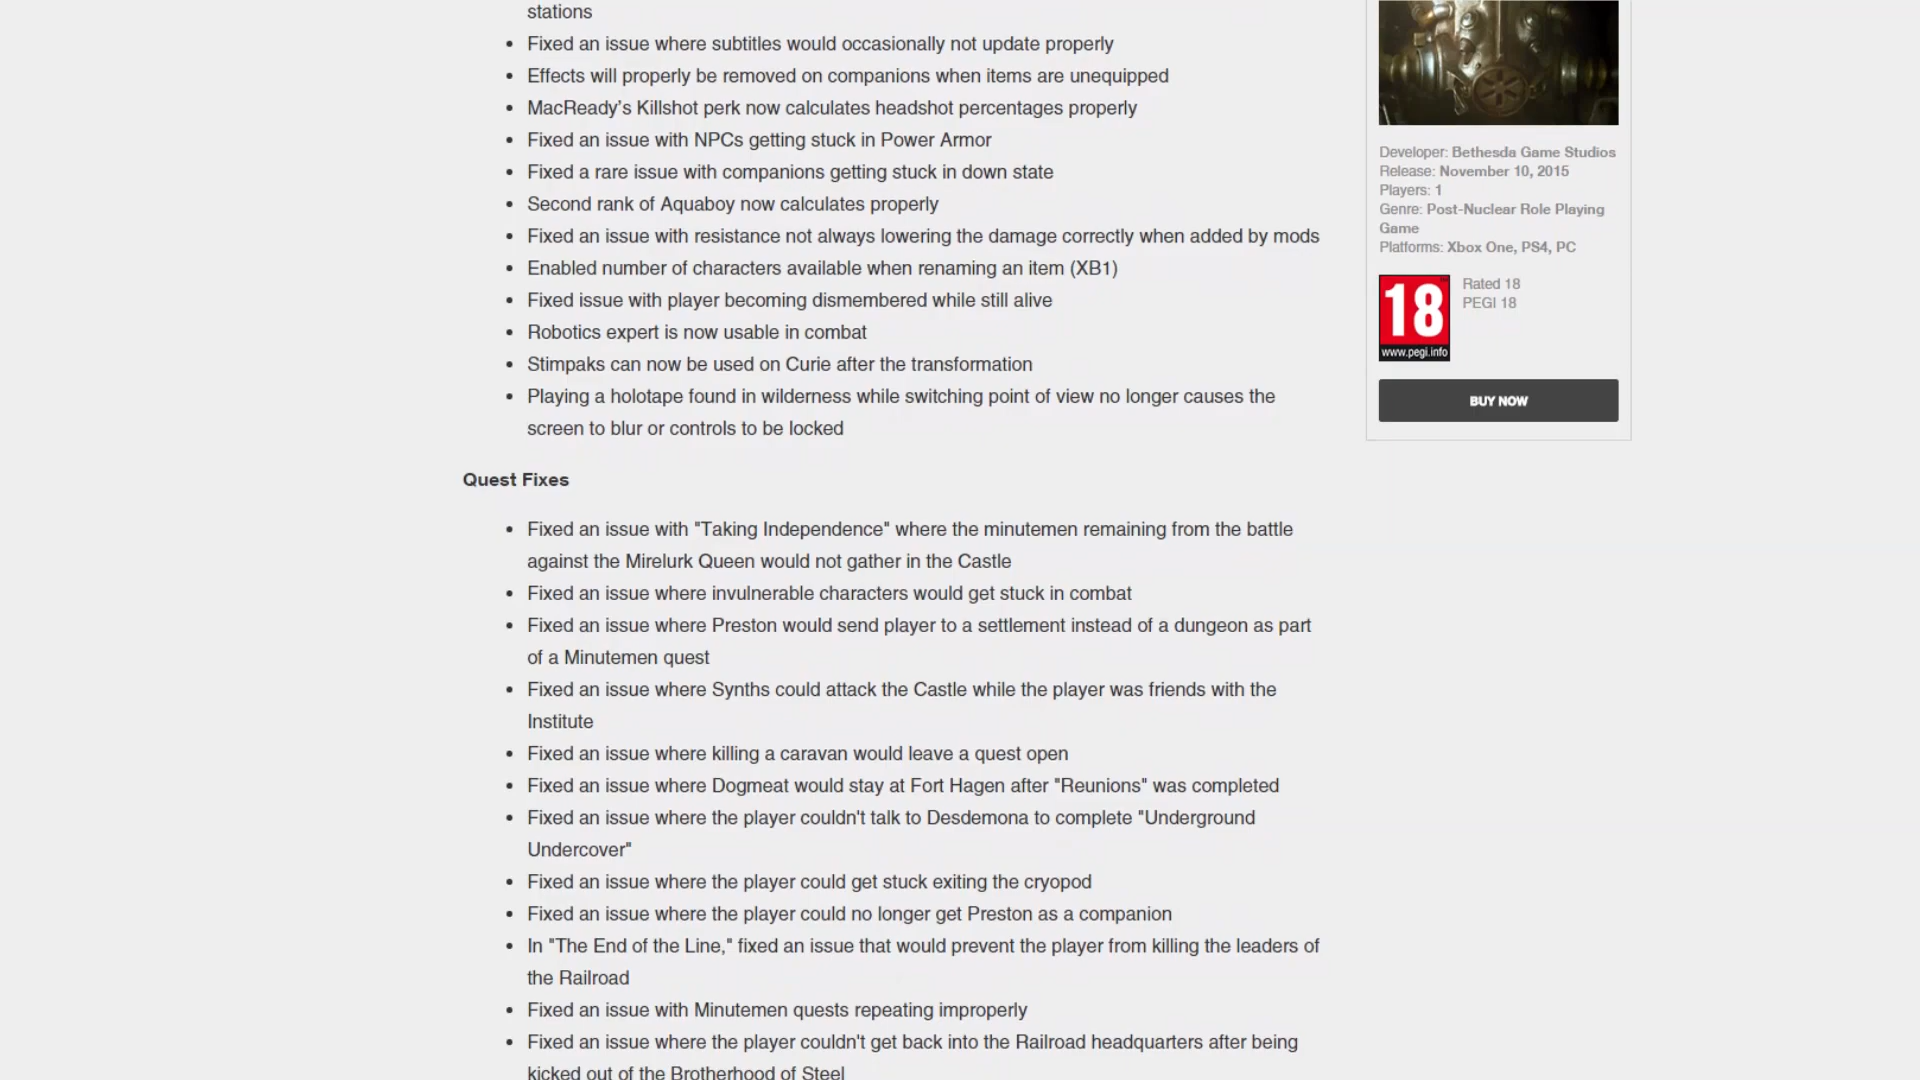 stations
• Fixed an issue where subtitles would occasionally not update properly
• Effects will properly be removed on companions when items are unequipped
• MacReady’s Killshot perk now calculates headshot percentages properly
• Fixed an issue with NPCs getting stuck in Power Armor
• Fixed a rare issue with companions getting stuck in down state
• Second rank of Aquaboy now calculates properly
• Fixed an issue with resistance not always lowering the damage correctly when added by mods
• Enabled number of characters available when renaming an item (XB1)
• Fixed issue with player becoming dismembered while still alive
• Robotics expert is now usable in combat
• Stimpaks can now be used on Curie after the transformation
• Playing a holotape found in wilderness while switching point of view no longer causes the
screen to blur or controls to be locked
Quest Fixes
• Fixed an issue with "Taking Independence" where the minutemen remaining from the battle
against the Mirelurk Queen would not gather in the Castle
• Fixed an issue where invulnerable characters would get stuck in combat
• Fixed an issue where Preston would send player to a settlement instead of a dungeon as part
of a Minutemen quest
• Fixed an issue where Synths could attack the Castle while the player was friends with the
Institute
• Fixed an issue where killing a caravan would leave a quest open
• Fixed an issue where Dogmeat would stay at Fort Hagen after "Reunions" was completed
• Fixed an issue where the player couldn't talk to Desdemona to complete "Underground
Undercover"
• Fixed an issue where the player could get stuck exiting the cryopod
• Fixed an issue where the player could no longer get Preston as a companion
• In "The End of the Line," fixed an issue that would prevent the player from killing the leaders of
the Railroad
• Fixed an issue with Minutemen quests repeating improperly
• Fixed an issue where the player couldn't get back into the Railroad headquarters after being
kicked out of the Brotherhood of Steel
Developer: Bethesda Game Studios
Release: November 10, 2015
Players: 1
Genre: Post-Nuclear Role Playing
Game
Platforms: Xbox One, PS4, PC
18
www.pegi.info
Rated 18
PEGI 18
BUY NOW